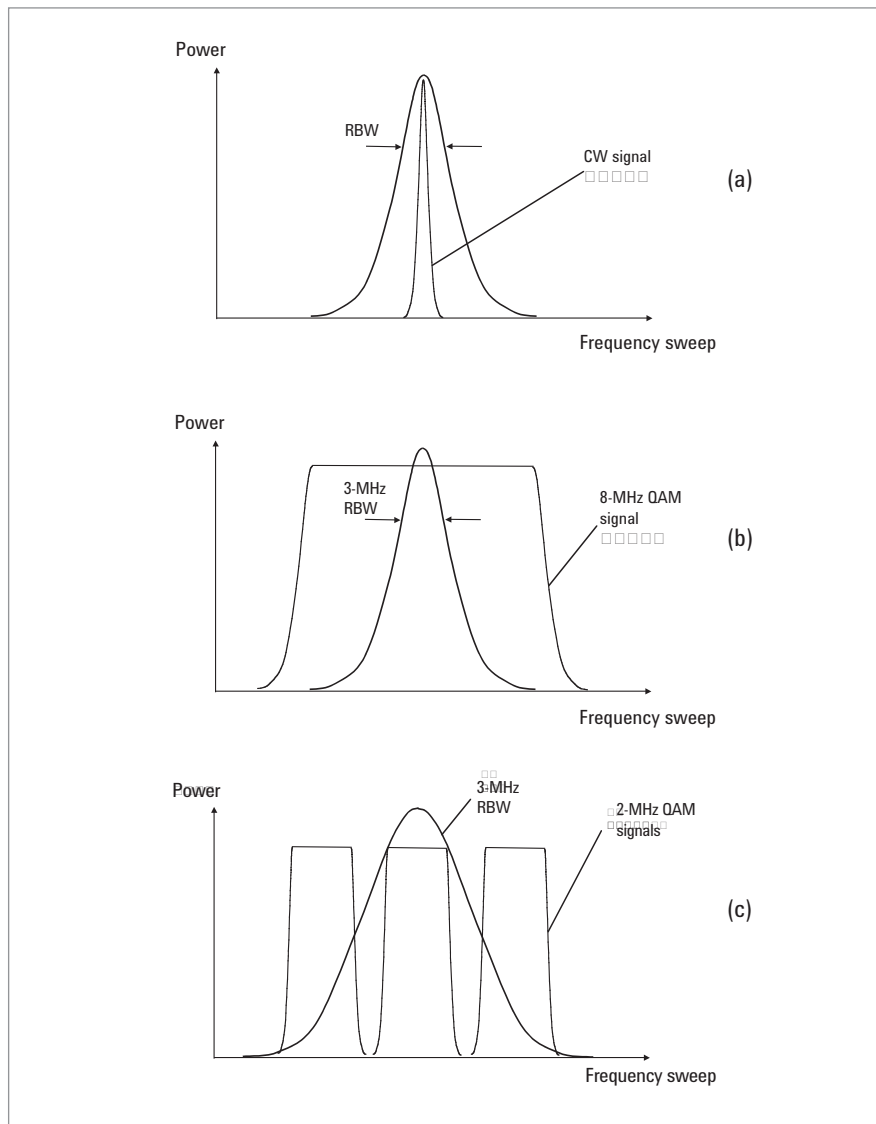 Power
RBW
CW signal
(a)
Frequency sweep
Power
3-MHz
RBW
8-MHz QAM
signal
(b)
Frequency sweep
Power
3-MHz
RBW
2-MHz QAM
signals
(c)
Frequency sweep